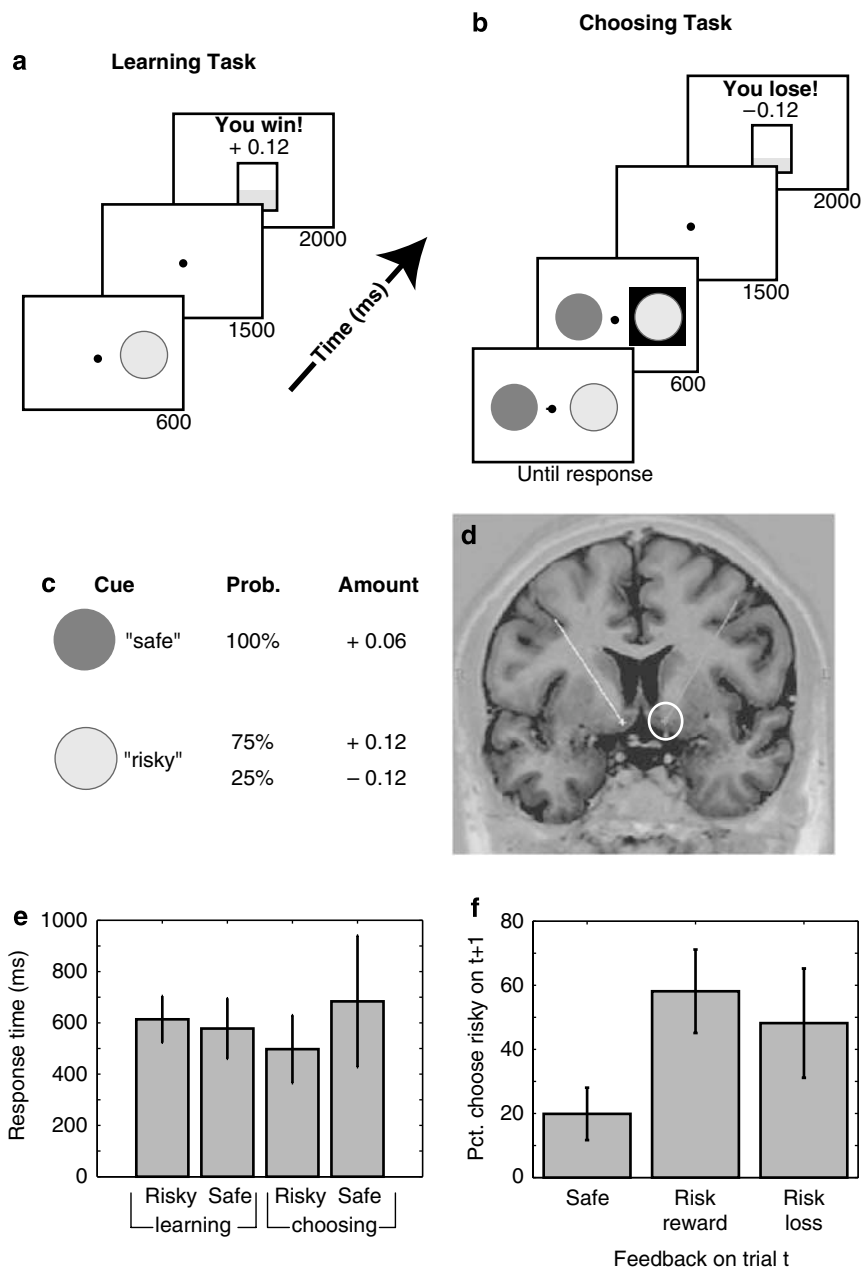 a
Learning Task
You win!
+ 0.12
2000
1500
600
Time (ms)
b
Choosing Task
You lose!
−0.12
2000
1500
600
Until response
c Cue Prob. Amount
"safe" 100% + 0.06
"risky" 75% + 0.12
25% − 0.12
d
e
Response time (ms)
1000
800
600
400
200
0
Risky Safe Risky Safe
learning choosing
f
Pct. choose risky on t+1
80
60
40
20
0
Safe Risk reward Risk loss
Feedback on trial t